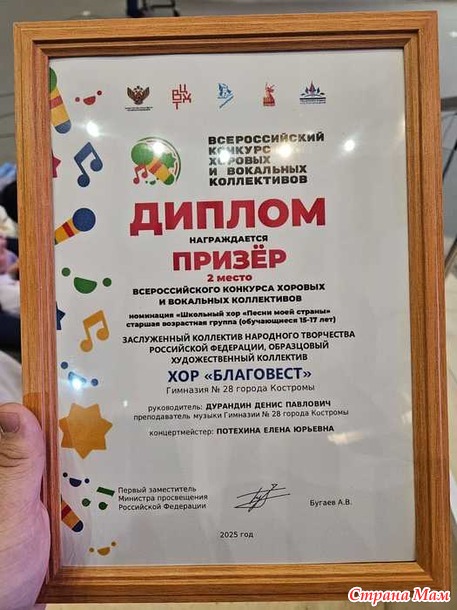 ВСЕРОССИЙСКИЙ
КОНКУРС
ХОРОВЫХ
И ВОКАЛЬНЫХ
КОЛЛЕКТИВОВ
ДИПЛОМ
НАГРАЖДАЕТСЯ
ПРИЗЁР
2 место
ВСЕРОССИЙСКОГО КОНКУРСА ХОРОВЫХ
И ВОКАЛЬНЫХ КОЛЛЕКТИВОВ
номинация «Школьный хор «Песни моей страны»
старшая возрастная группа (обучающиеся 15-17 лет)
ЗАСЛУЖЕННЫЙ КОЛЛЕКТИВ НАРОДНОГО ТВОРЧЕСТВА
РОССИЙСКОЙ ФЕДЕРАЦИИ, ОБРАЗЦОВЫЙ
ХУДОЖЕСТВЕННЫЙ КОЛЛЕКТИВ
ХОР «БЛАГОВЕСТ»
Гимназия № 28 города Костромы
руководитель: ДУРАНДИН ДЕНИС ПАВЛОВИЧ
преподаватель музыки Гимназии № 28 города Костромы
концертмейстер: ПОТЕХИНА ЕЛЕНА ЮРЬЕВНА
Первый заместитель
Министра просвещения
Российской Федерации
Бугаев А.В.
2025 год
Страна Мам